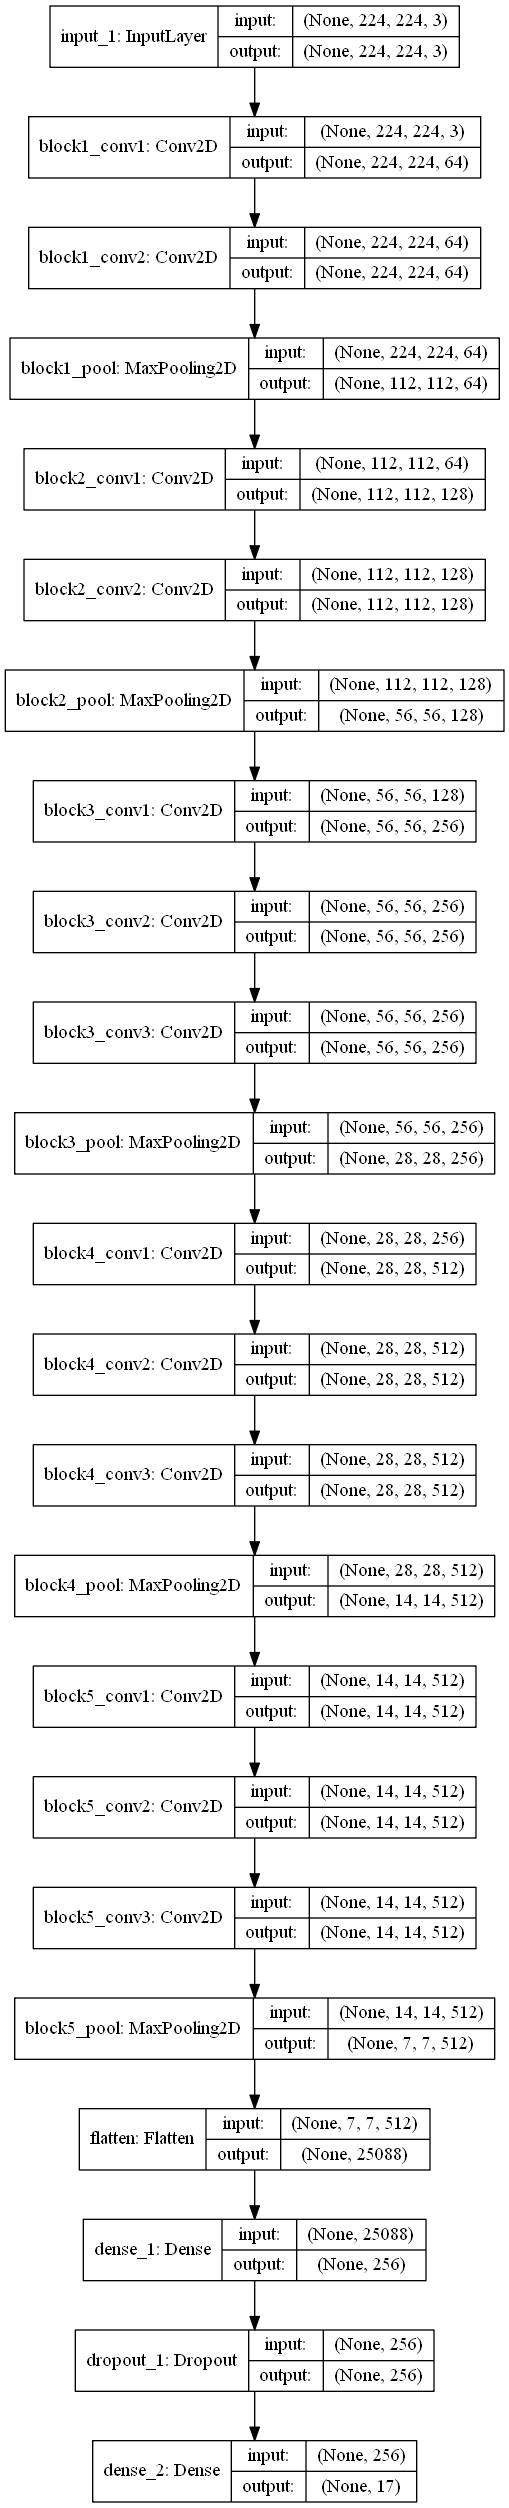 input_1: InputLayer
input: (None, 224, 224, 3)
output: (None, 224, 224, 3)
block1_conv1: Conv2D
input: (None, 224, 224, 3)
output: (None, 224, 224, 64)
block1_conv2: Conv2D
input: (None, 224, 224, 64)
output: (None, 224, 224, 64)
block1_pool: MaxPooling2D
input: (None, 224, 224, 64)
output: (None, 112, 112, 64)
block2_conv1: Conv2D
input: (None, 112, 112, 64)
output: (None, 112, 112, 128)
block2_conv2: Conv2D
input: (None, 112, 112, 128)
output: (None, 112, 112, 128)
block2_pool: MaxPooling2D
input: (None, 112, 112, 128)
output: (None, 56, 56, 128)
block3_conv1: Conv2D
input: (None, 56, 56, 128)
output: (None, 56, 56, 256)
block3_conv2: Conv2D
input: (None, 56, 56, 256)
output: (None, 56, 56, 256)
block3_conv3: Conv2D
input: (None, 56, 56, 256)
output: (None, 56, 56, 256)
block3_pool: MaxPooling2D
input: (None, 56, 56, 256)
output: (None, 28, 28, 256)
block4_conv1: Conv2D
input: (None, 28, 28, 256)
output: (None, 28, 28, 512)
block4_conv2: Conv2D
input: (None, 28, 28, 512)
output: (None, 28, 28, 512)
block4_conv3: Conv2D
input: (None, 28, 28, 512)
output: (None, 28, 28, 512)
block4_pool: MaxPooling2D
input: (None, 28, 28, 512)
output: (None, 14, 14, 512)
block5_conv1: Conv2D
input: (None, 14, 14, 512)
output: (None, 14, 14, 512)
block5_conv2: Conv2D
input: (None, 14, 14, 512)
output: (None, 14, 14, 512)
block5_conv3: Conv2D
input: (None, 14, 14, 512)
output: (None, 14, 14, 512)
block5_pool: MaxPooling2D
input: (None, 14, 14, 512)
output: (None, 7, 7, 512)
flatten: Flatten
input: (None, 7, 7, 512)
output: (None, 25088)
dense_1: Dense
input: (None, 25088)
output: (None, 256)
dropout_1: Dropout
input: (None, 256)
output: (None, 256)
dense_2: Dense
input: (None, 256)
output: (None, 17)